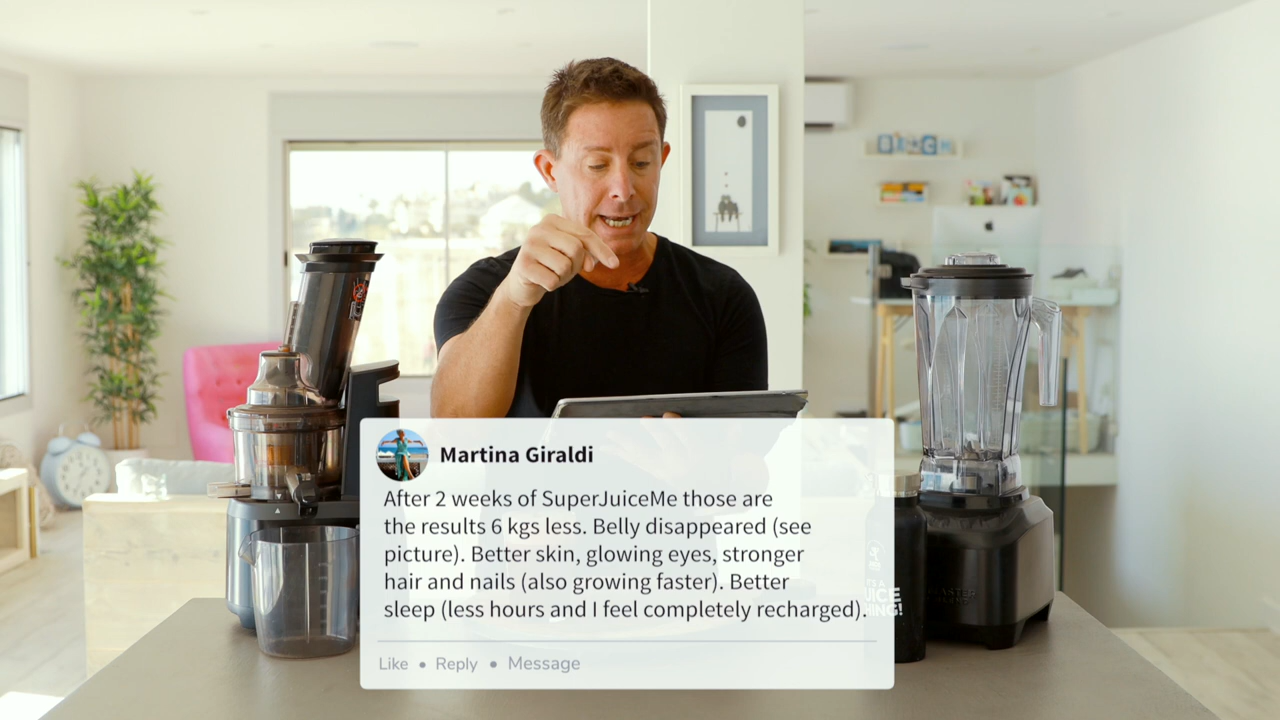 Martina Giraldi
After 2 weeks of SuperJuiceMe those are
the results 6 kgs less. Belly disappeared (see
picture). Better skin, glowing eyes, stronger
hair and nails (also growing faster). Better
sleep (less hours and I feel completely recharged).
Like • Reply • Message
UICE
HING!